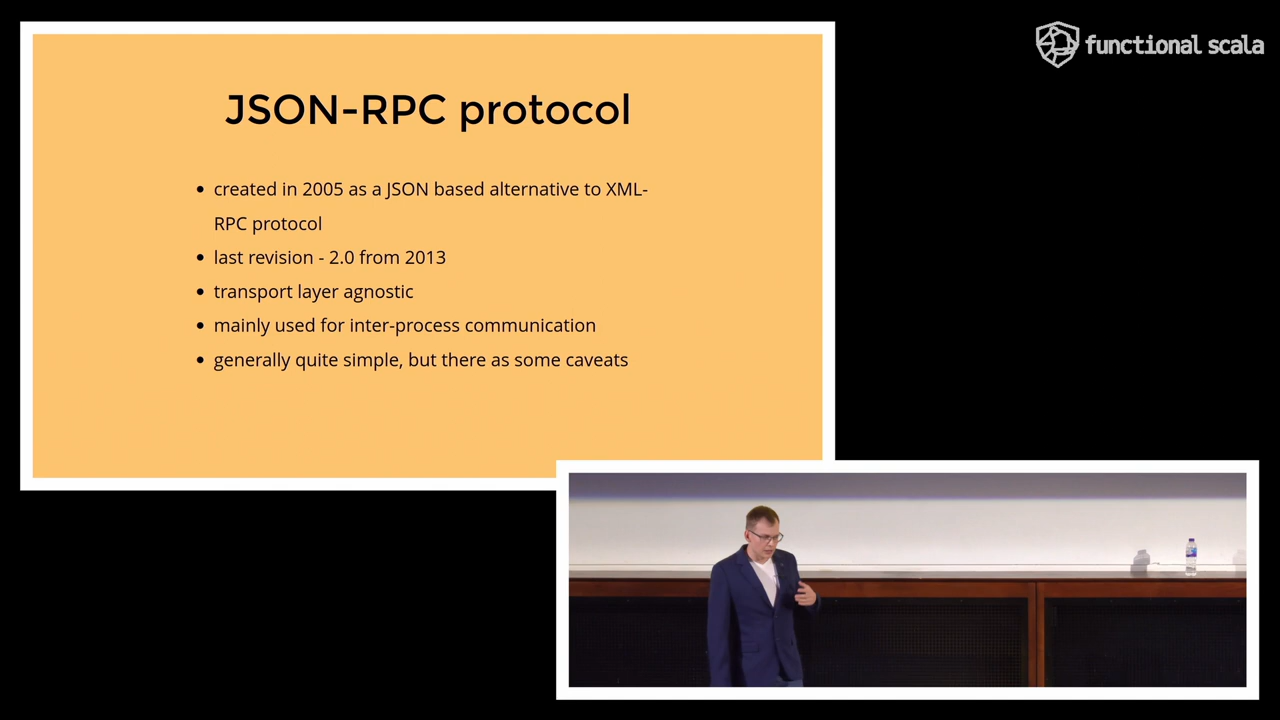 functional scala
JSON-RPC protocol
created in 2005 as a JSON based alternative to XML-
RPC protocol
last revision - 2.0 from 2013
transport layer agnostic
mainly used for inter-process communication
generally quite simple, but there as some caveats